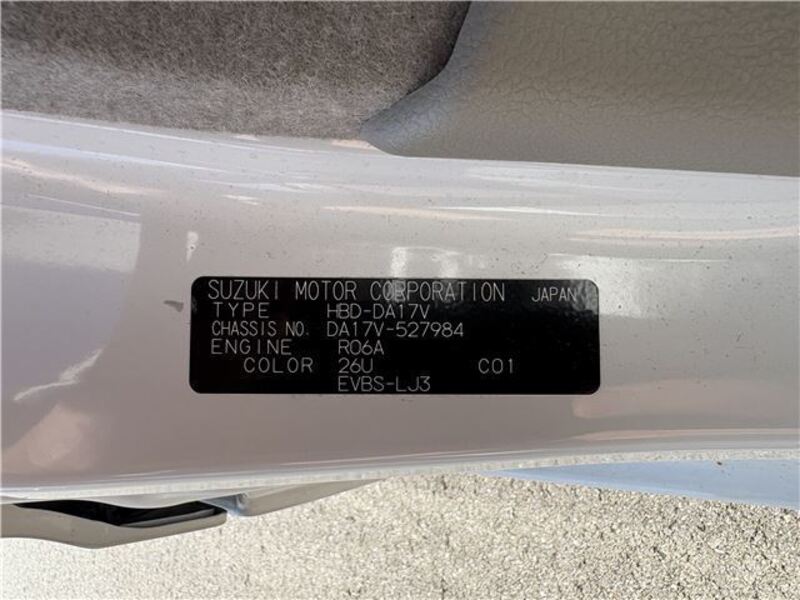 SUZUKI MOTOR CORPORATION JAPAN
TYPE HBD-DA17V
CHASSIS NO. DA17V-527984
ENGINE R06A
COLOR 26U C01
EVBS-LJ3